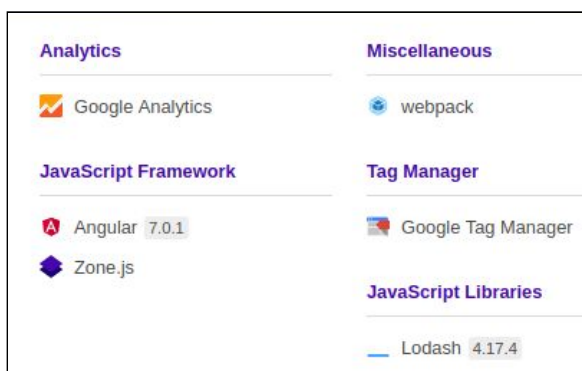 Analytics
Google Analytics
JavaScript Framework
Angular 7.0.1
Zone.js
Miscellaneous
webpack
Tag Manager
Google Tag Manager
JavaScript Libraries
Lodash 4.17.4